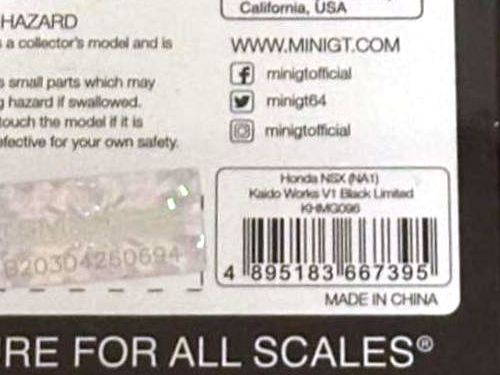 California, USA
HAZARD
a collector's model and is
small parts which may
hazard if swallowed.
touch the model if it is
for your own safety.
WWW.MINIGT.COM
minigtofficial
minigt64
minigtofficial
Honda NSX (NA1)
Kaido Works V1 Black Limited
KHMG096
4 895183 667395
MADE IN CHINA
820304260694
RE FOR ALL SCALES®